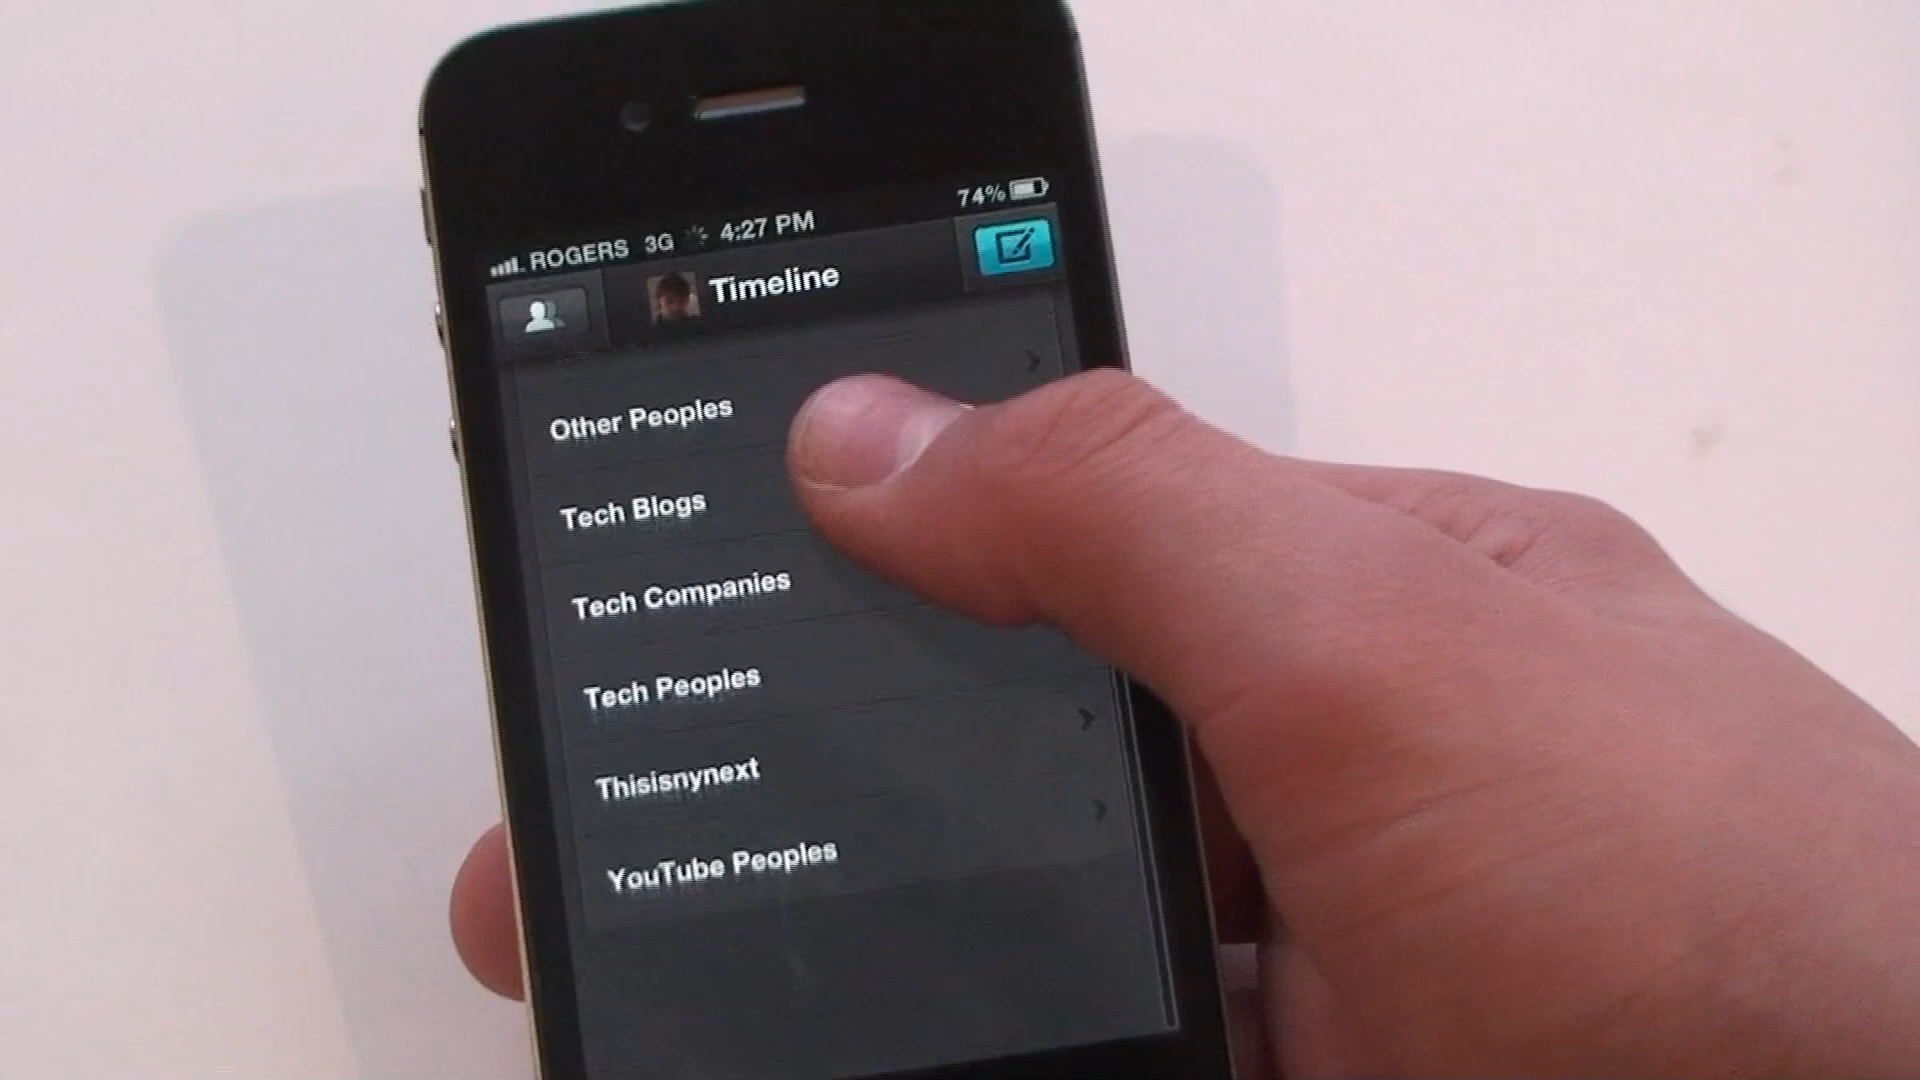 ROGERS 3G 4:27 PM 74%
Timeline
Other Peoples
Tech Blogs
Tech Companies
Tech Peoples
Thisisnynext
YouTube Peoples